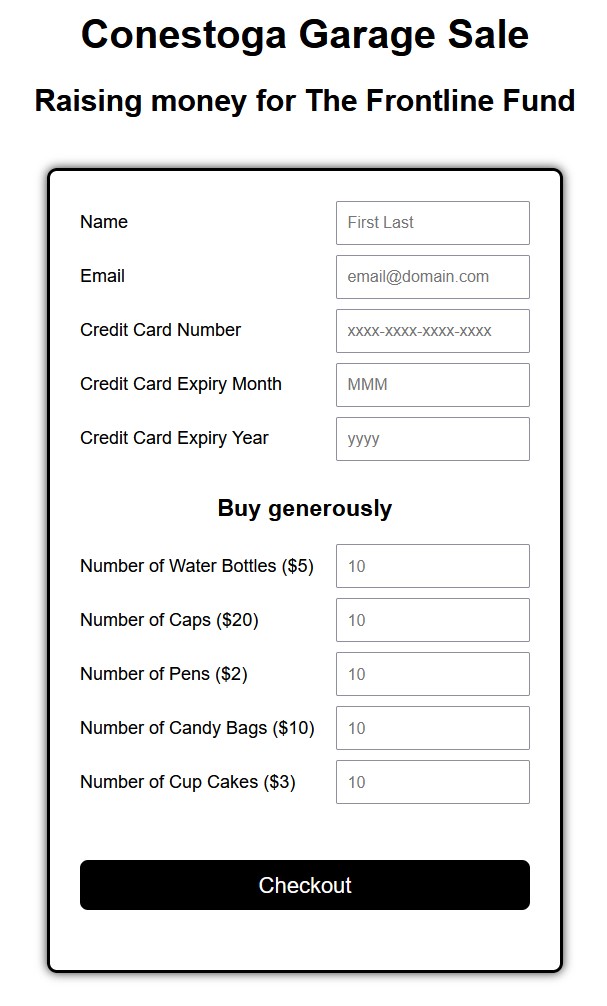 Conestoga Garage Sale
Raising money for The Frontline Fund
Name First Last
Email email@domain.com
Credit Card Number xxxx-xxxx-xxxx-xxxx
Credit Card Expiry Month MMM
Credit Card Expiry Year yyyy
Buy generously
Number of Water Bottles ($5) 10
Number of Caps ($20) 10
Number of Pens ($2) 10
Number of Candy Bags ($10) 10
Number of Cup Cakes ($3) 10
Checkout